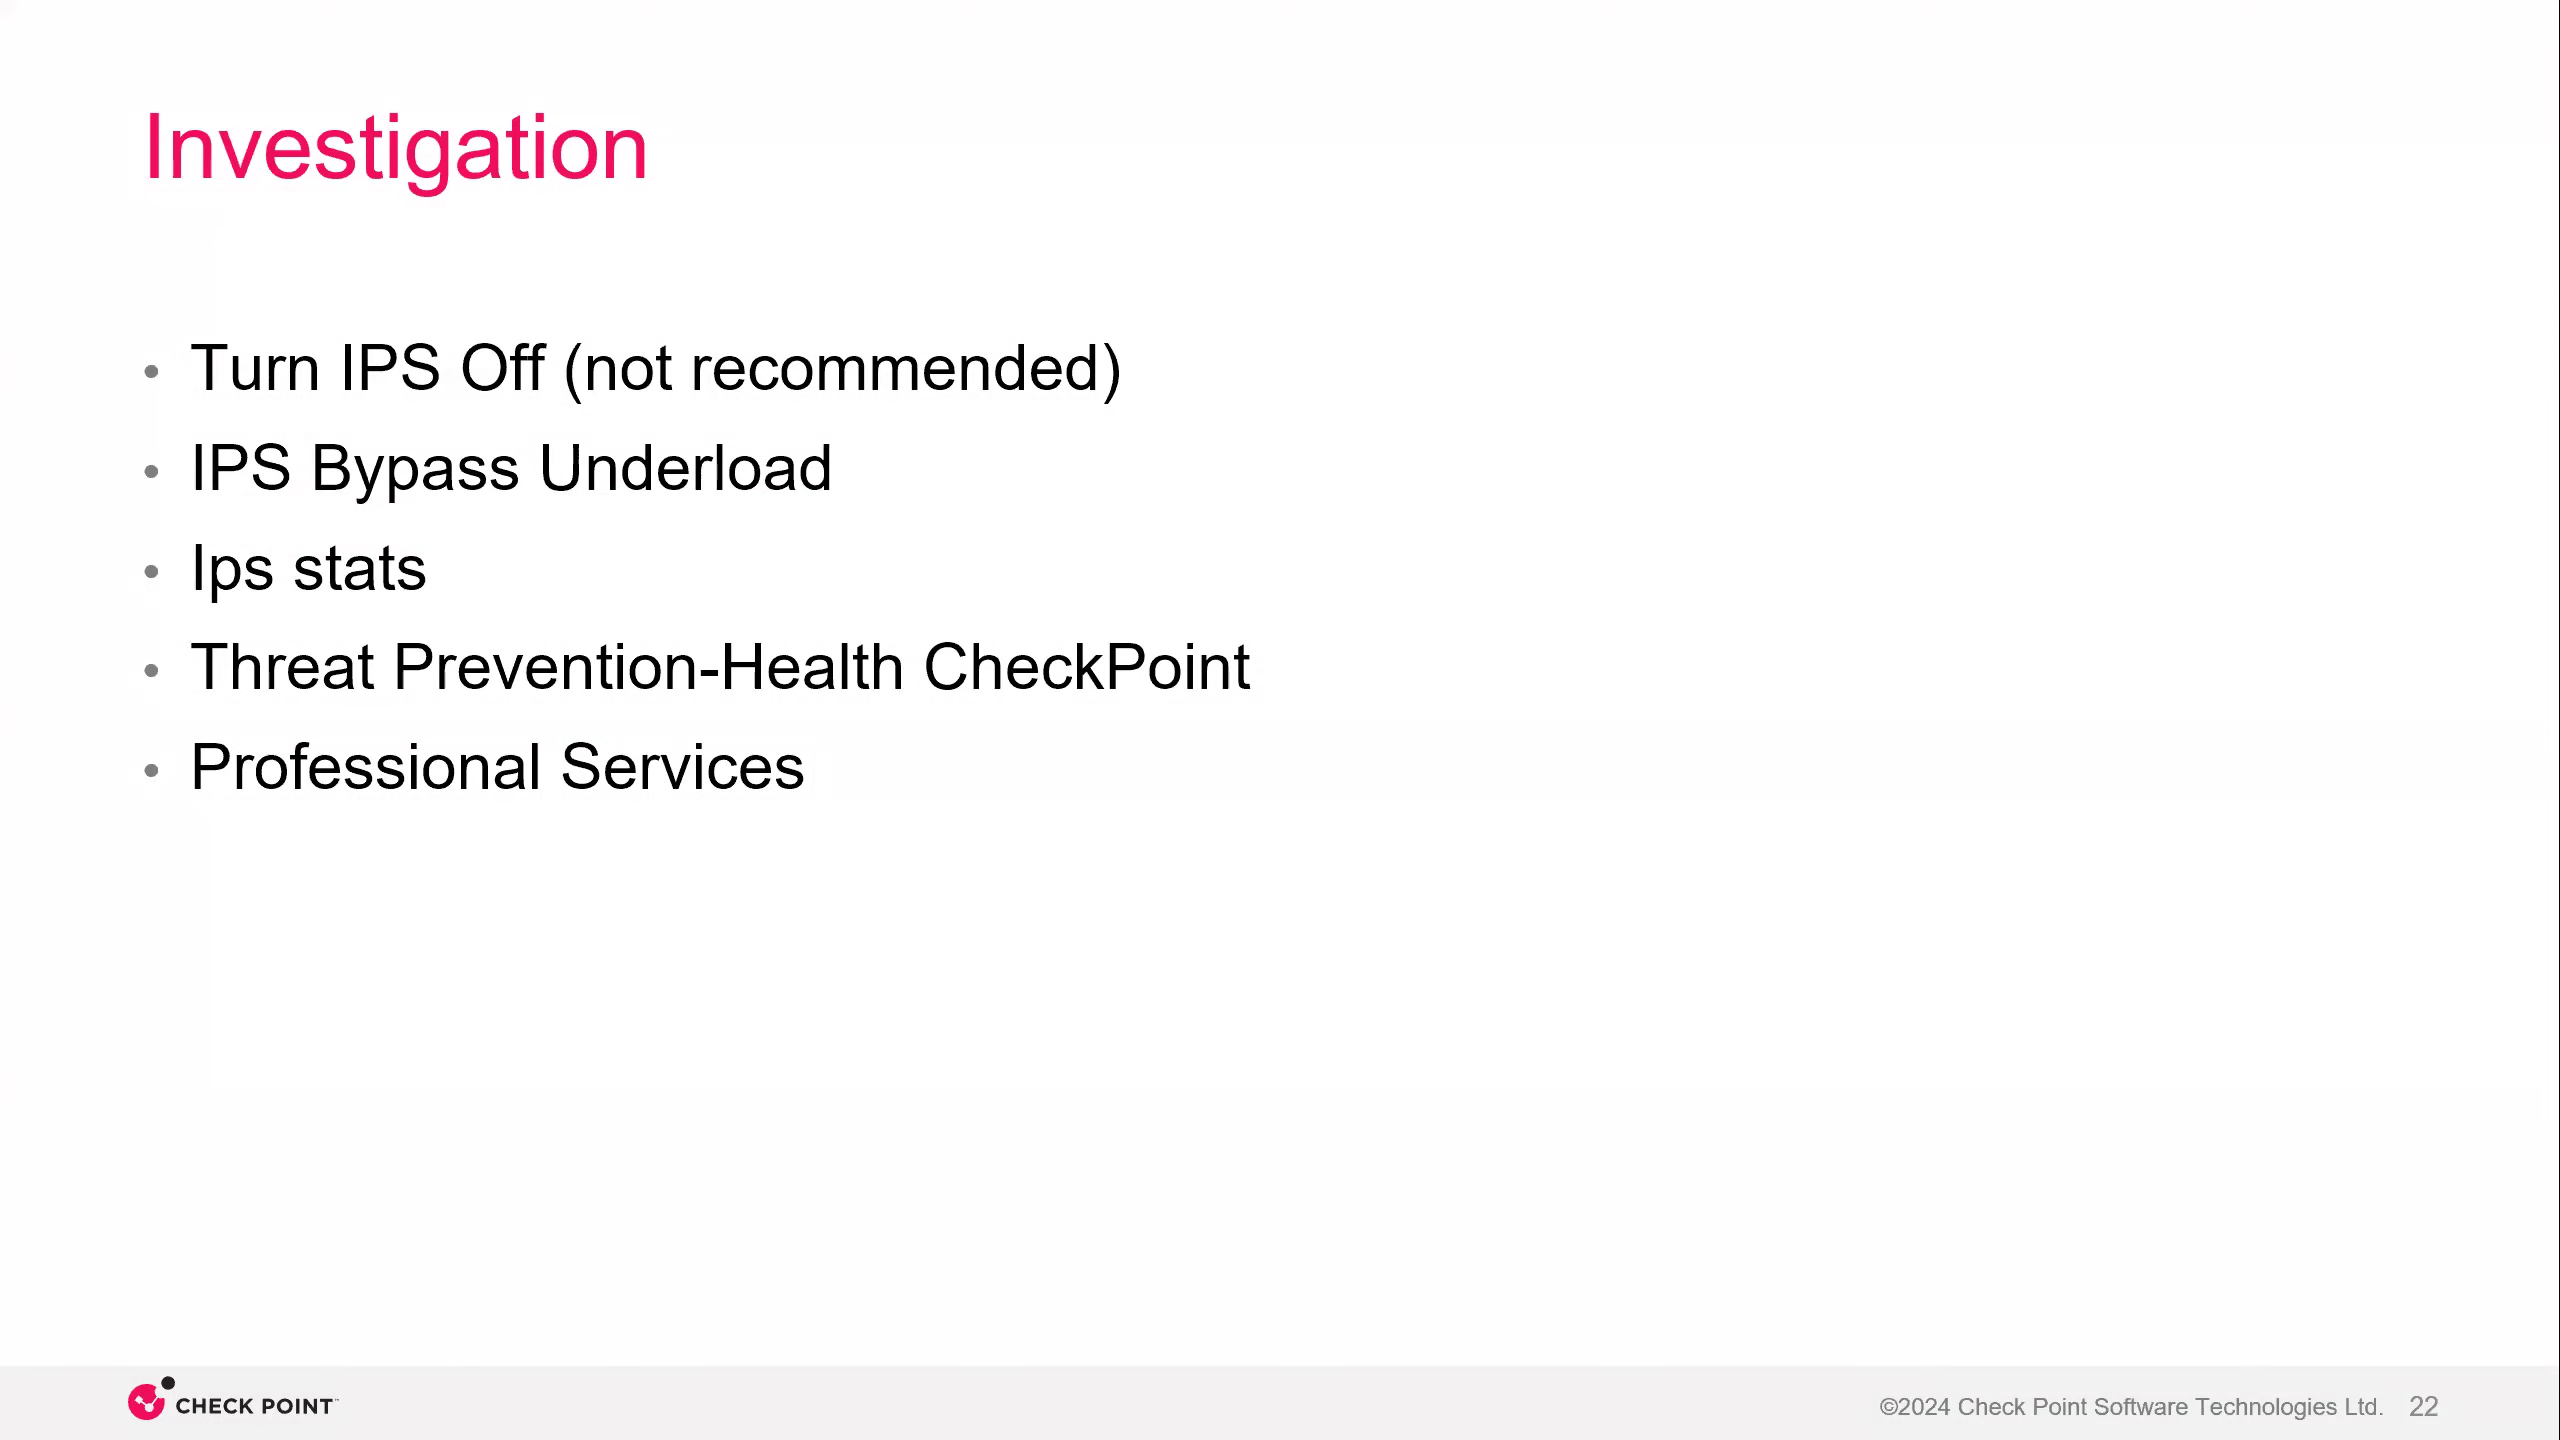 Investigation
• Turn IPS Off (not recommended)
• IPS Bypass Underload
• Ips stats
• Threat Prevention-Health CheckPoint
• Professional Services
CHECK POINT™
©2024 Check Point Software Technologies Ltd. 22